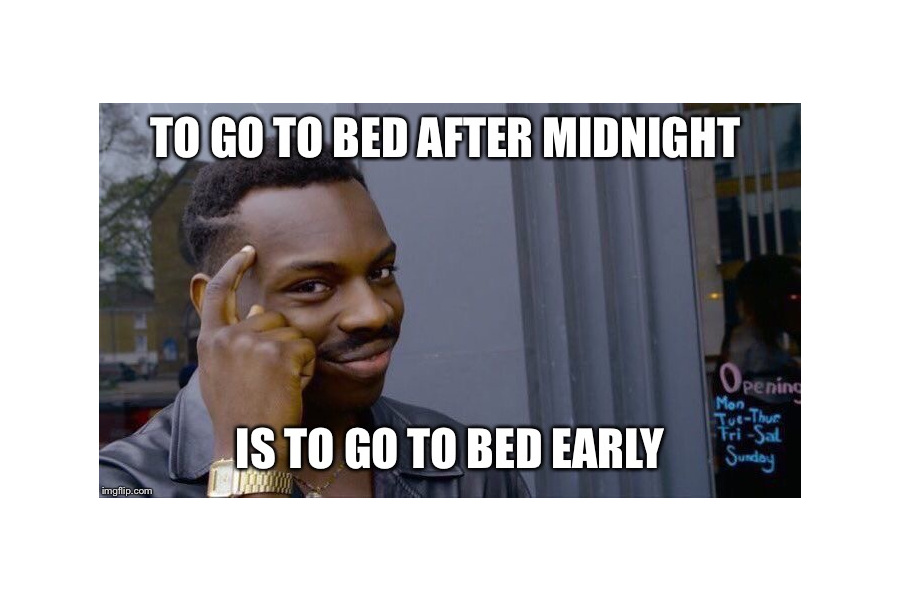 TO GO TO BED AFTER MIDNIGHT
IS TO GO TO BED EARLY
Opening
Mon
Tue-Thur
Fri -Sat
Sunday
imgflip.com